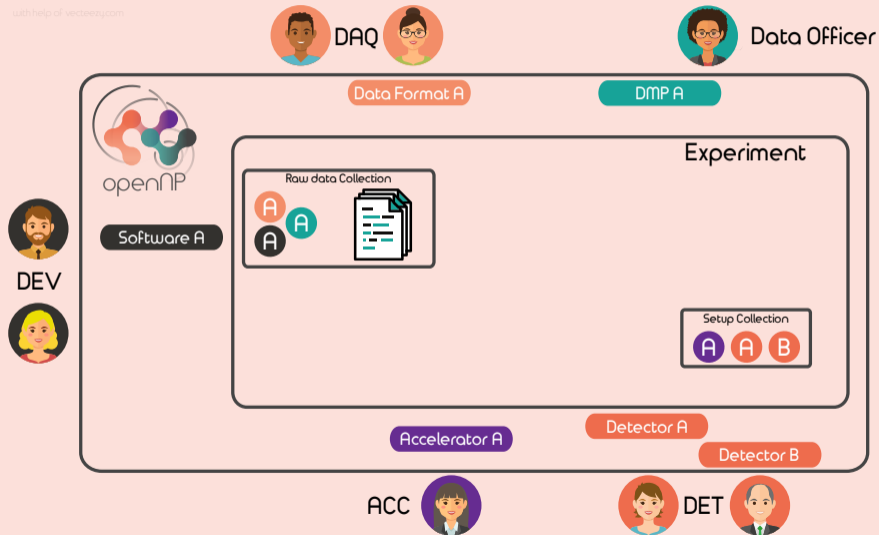 with help of vecteezy.com
DAQ
Data Officer
Data Format A
DMP A
openNP
Experiment
Raw data Collection
A
A
A
Software A
DEV
Setup Collection
A A B
Accelerator A
Detector A
Detector B
ACC
DET